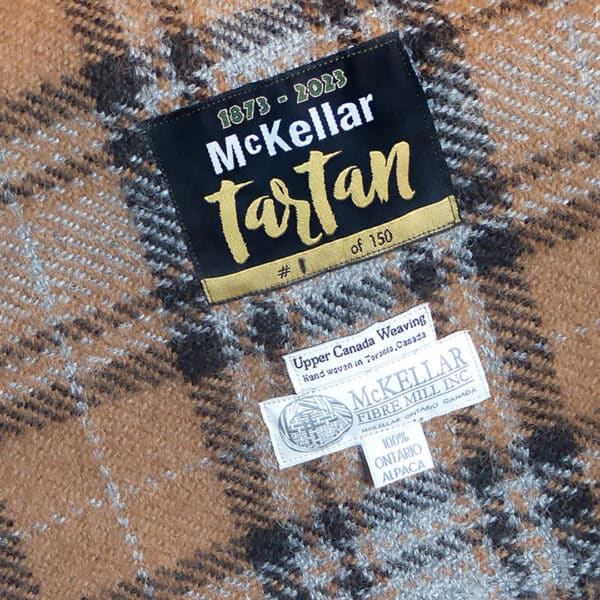 1873 - 2023
McKellar
tartan
# 1 of 150
Upper Canada Weaving
Hand woven in Toronto, Canada
McKELLAR
FIBRE MILL INC.
MCKELLAR ONTARIO CANADA
100%
ONTARIO
ALPACA